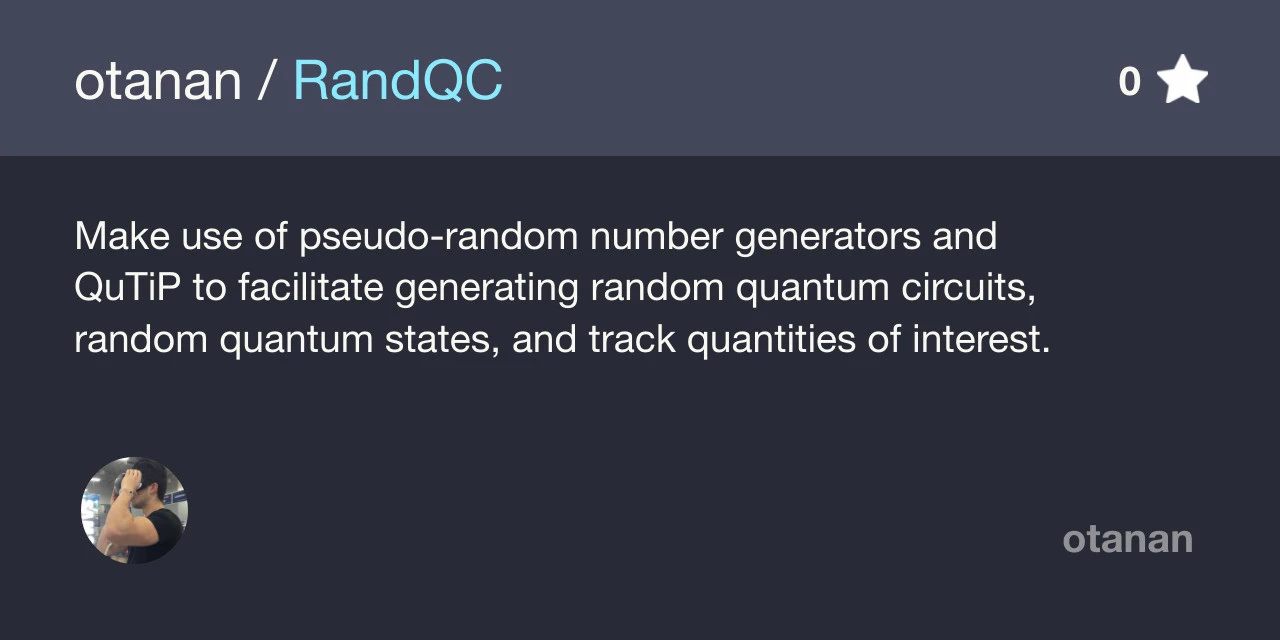 otanan / RandQC
0
Make use of pseudo-random number generators and
QuTiP to facilitate generating random quantum circuits,
random quantum states, and track quantities of interest.
otanan